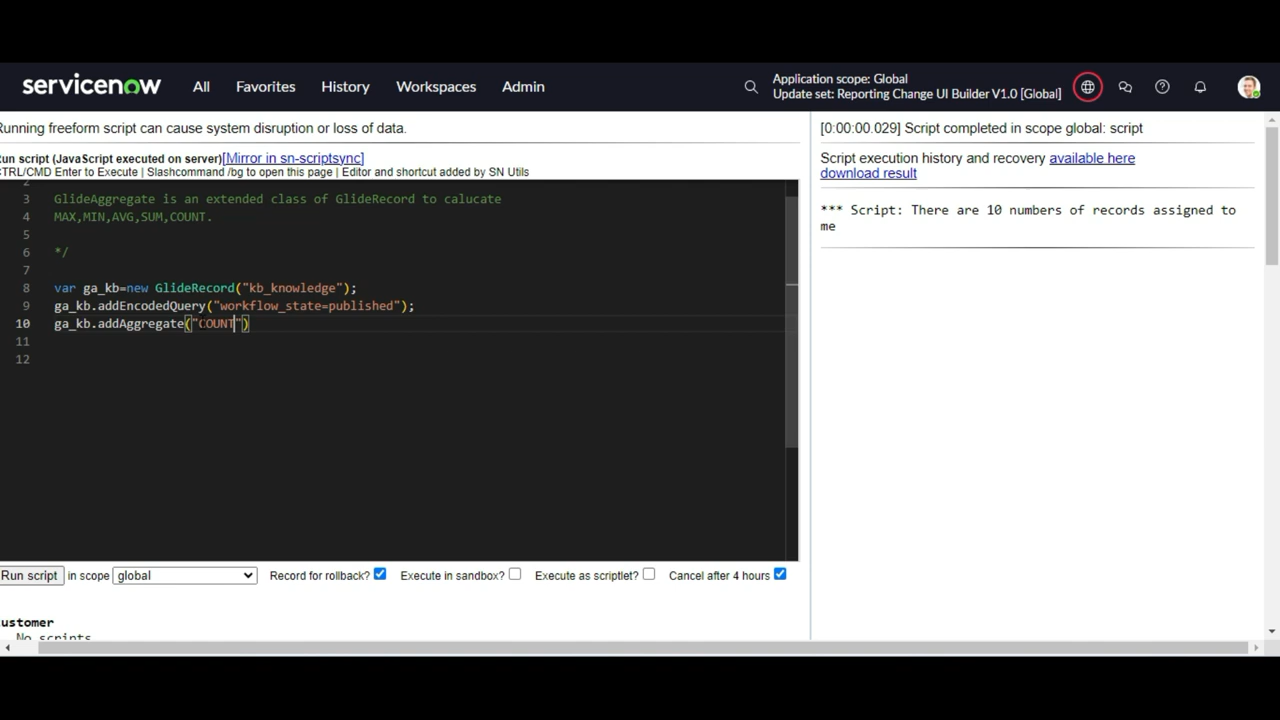 servicenow All Favorites History Workspaces Admin Application scope: Global
Update set: Reporting Change UI Builder V1.0 [Global]
Running freeform script can cause system disruption or loss of data.
[0:00:00.029] Script completed in scope global: script
un script (JavaScript executed on server)[Mirror in sn-scriptsync]
CTRL/CMD Enter to Execute | Slashcommand /bg to open this page | Editor and shortcut added by SN Utils
Script execution history and recovery available here
download result
*** Script: There are 10 numbers of records assigned to
me
2
3 GlideAggregate is an extended class of GlideRecord to calucate
4 MAX,MIN,AVG,SUM,COUNT.
5
6 */
7
8 var ga_kb=new GlideRecord("kb_knowledge");
9 ga_kb.addEncodedQuery("workflow_state=published");
10 ga_kb.addAggregate("COUNT")
11
12
Run script in scope global Record for rollback? Execute in sandbox? Execute as scriptlet? Cancel after 4 hours
ustomer
No scripts